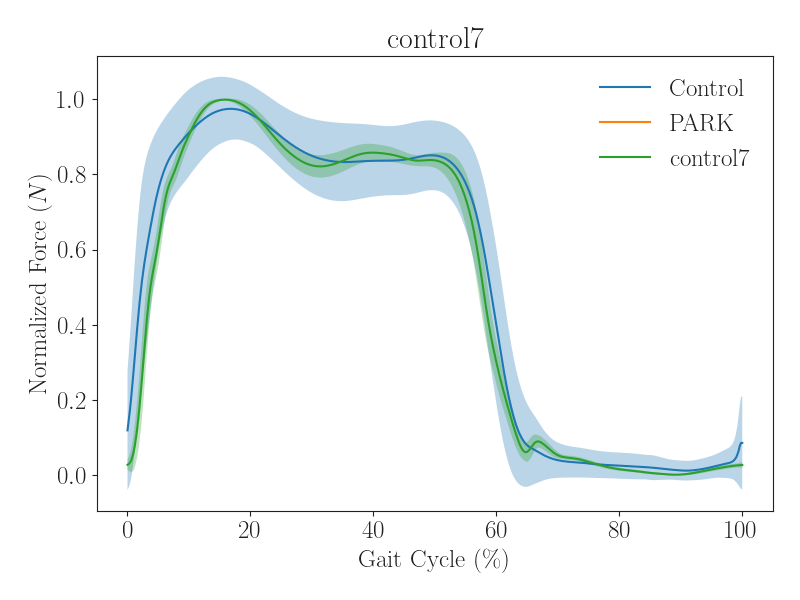 control7
Control
PARK
control7
Normalized Force (N)
1.0
0.8
0.6
0.4
0.2
0.0
0 20 40 60 80 100
Gait Cycle (%)